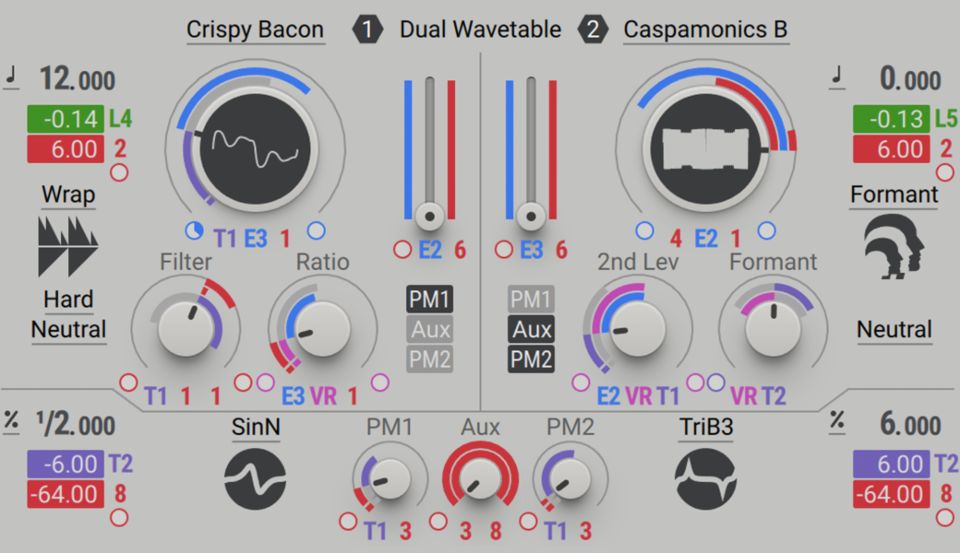 Crispy Bacon 1 Dual Wavetable 2 Caspamonics B
12.000 0.000
-0.14 L4 -0.13 L5
6.00 2 6.00 2
Wrap Formant
T1 E3 1 E2 6 E3 6 4 E2 1
Filter Ratio 2nd Lev Formant
Hard PM1 PM1
Neutral Aux Aux Neutral
PM2 PM2
T1 1 1 E3 VR 1 E2 VR T1 VR T2
1/2.000 SinN PM1 Aux PM2 TriB3 6.000
% %
-6.00 T2 -6.00 T2
-64.00 8 -64.00 8
T1 3 3 8 T1 3